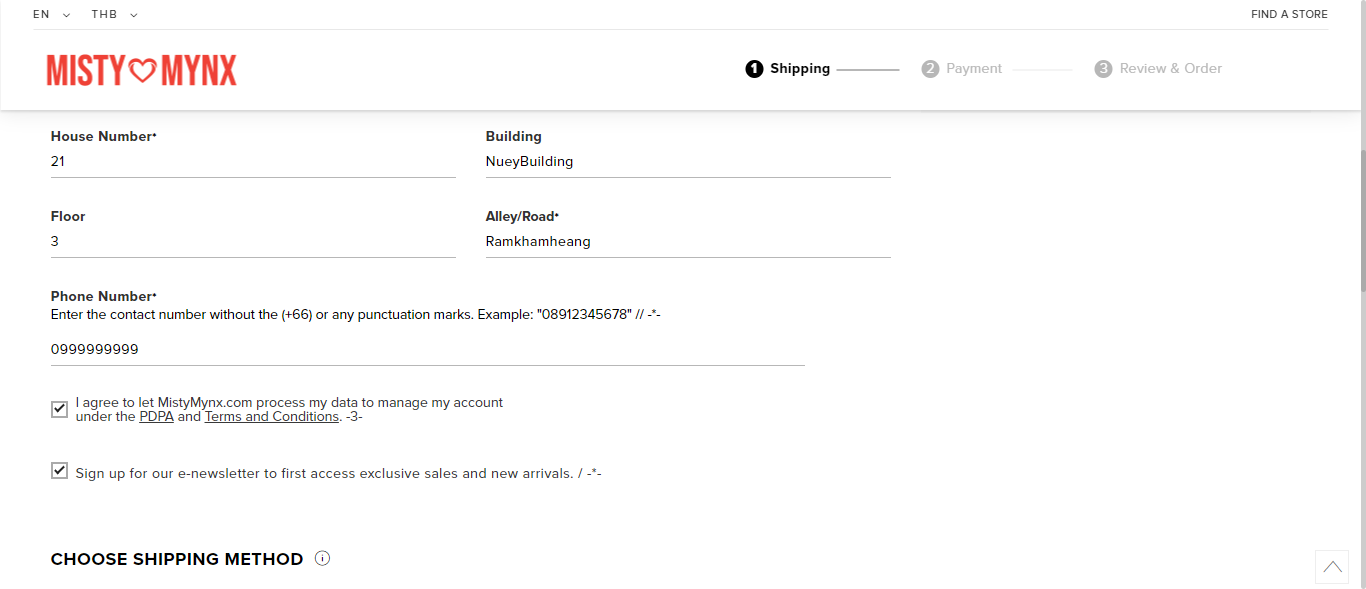 EN THB FIND A STORE
MISTY MYNX
1 Shipping 2 Payment 3 Review & Order
House Number* Building
21 NueyBuilding
Floor Alley/Road*
3 Ramkhamheang
Phone Number*
Enter the contact number without the (+66) or any punctuation marks. Example: "08912345678" // -*-
0999999999
I agree to let MistyMynx.com process my data to manage my account
under the PDPA and Terms and Conditions. -3-
Sign up for our e-newsletter to first access exclusive sales and new arrivals. / -*-
CHOOSE SHIPPING METHOD i